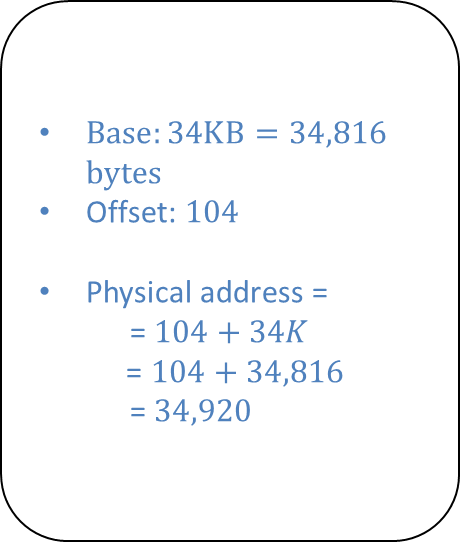 • Base: 34KB = 34,816
bytes
• Offset: 104
• Physical address =
= 104 + 34K
= 104 + 34,816
= 34,920